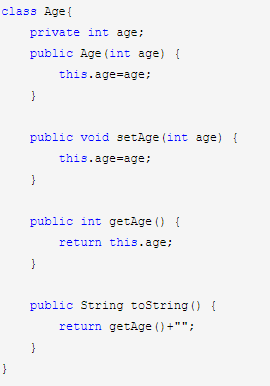 class Age{
    private int age;
    public Age(int age) {
        this.age=age;
    }

    public void setAge(int age) {
        this.age=age;
    }

    public int getAge() {
        return this.age;
    }

    public String toString() {
        return getAge()+"";
    }
}